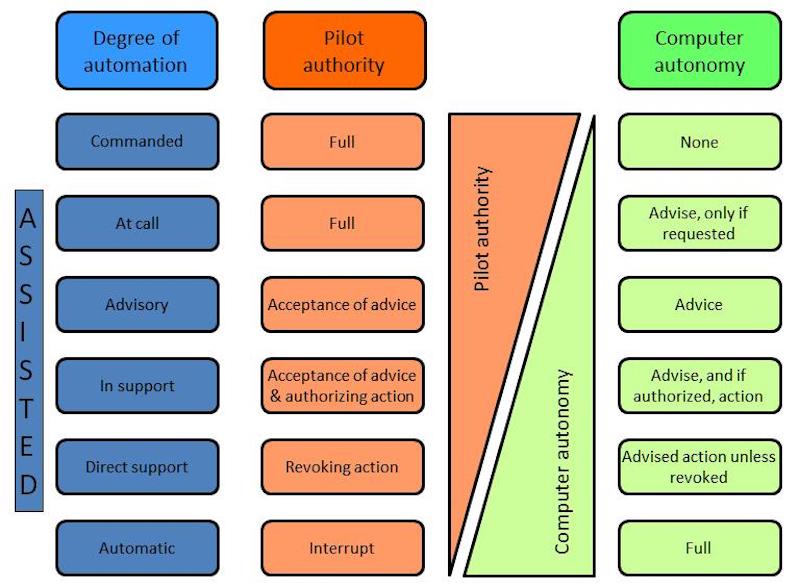 Degree of
automation
Pilot
authority
Computer
autonomy
Commanded
Full
None
ASSISTED
At call
Full
Advise, only if
requested
Advisory
Acceptance of advice
Advice
In support
Acceptance of advice
& authorizing action
Advise, and if
authorized, action
Direct support
Revoking action
Advised action unless
revoked
Automatic
Interrupt
Full
Pilot authority
Computer autonomy